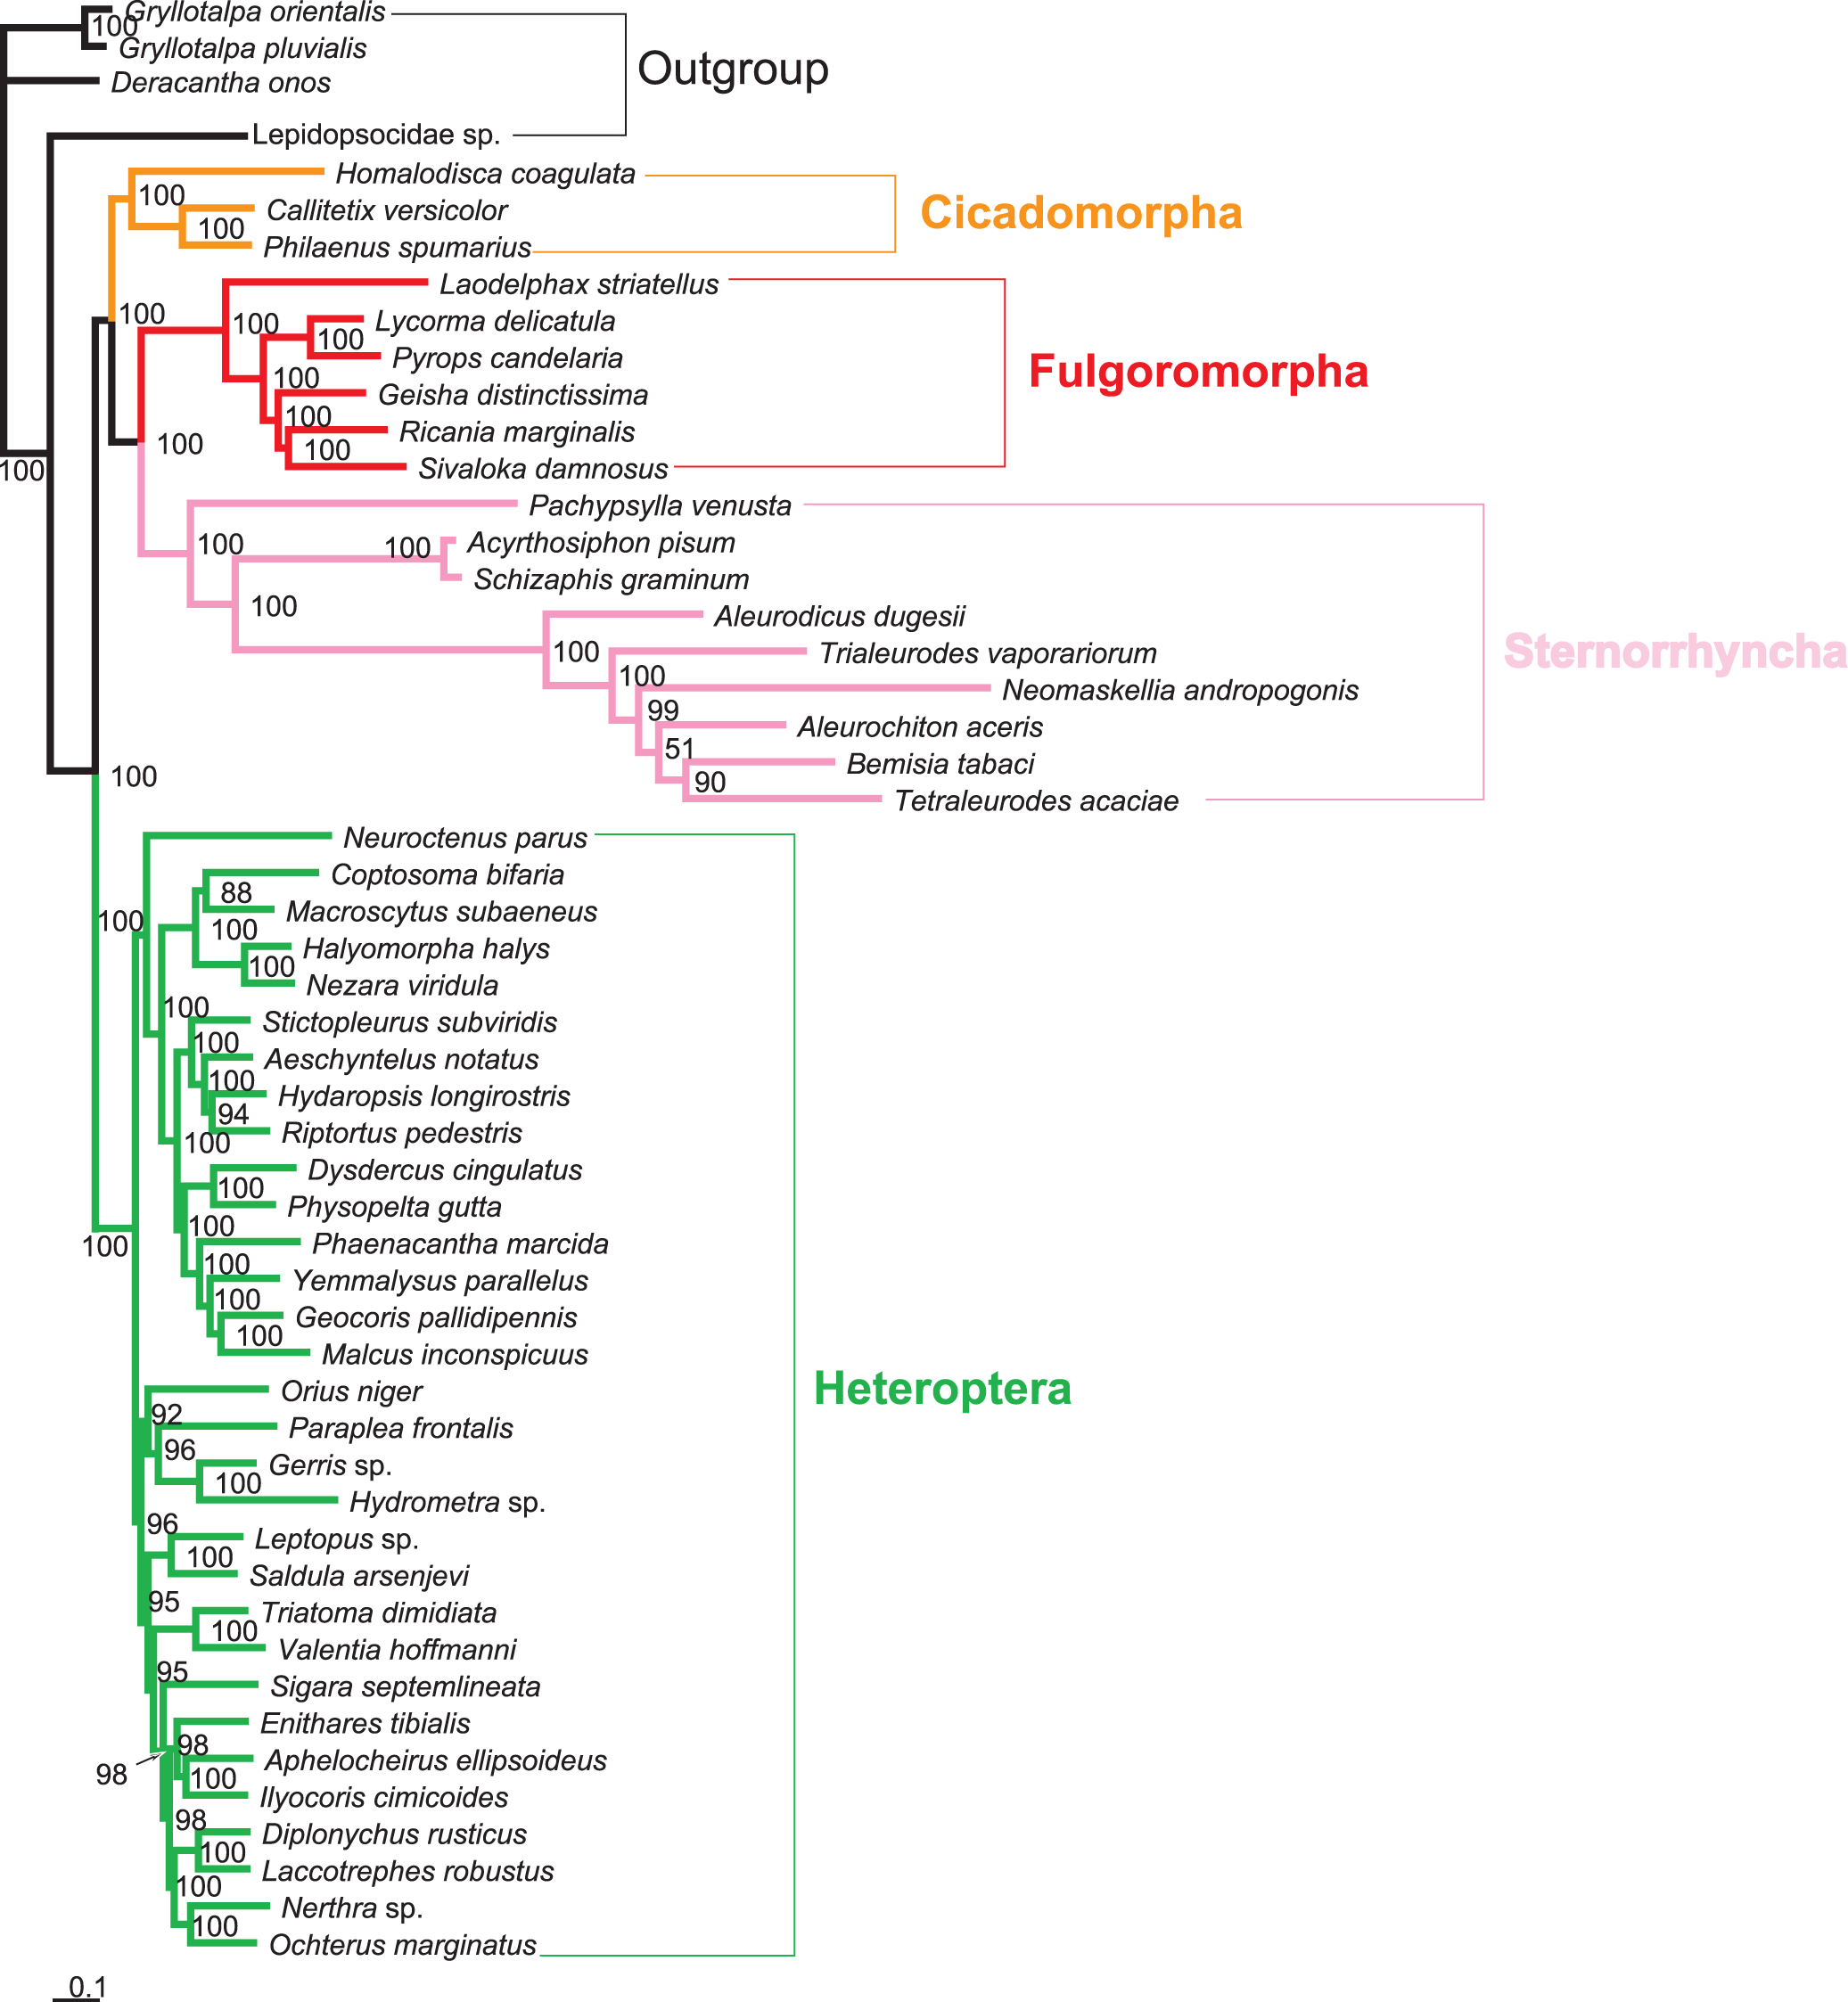 Gryllotalpa orientalis
100
Gryllotalpa pluvialis
Outgroup
Deracantha onos
Lepidopsocidae sp.
Homalodisca coagulata
100
Callitetix versicolor
Cicadomorpha
100
Philaenus spumarius
Laodelphax striatellus
100
100
Lycorma delicatula
100
Pyrops candelaria
Fulgoromorpha
100
Geisha distinctissima
100
Ricania marginalis
100
100
Sivaloka damnosus
100
Pachypsylla venusta
100
100
Acyrthosiphon pisum
Schizaphis graminum
100
Aleurodicus dugesii
100
Trialeurodes vaporariorum
Sternorrhyncha
100
Neomaskellia andropogonis
99
Aleurochiton aceris
51
Bemisia tabaci
100
90
Tetraleurodes acaciae
Neuroctenus parus
Coptosoma bifaria
88
Macroscytus subaeneus
100
100
Halyomorpha halys
100
Nezara viridula
100
Stictopleurus subviridis
100
Aeschyntelus notatus
100
Hydaropsis longirostris
94
Riptortus pedestris
100
Dysdercus cingulatus
100
Physopelta gutta
100
Phaenacantha marcida
100
100
Yemmalysus parallelus
100
Geocoris pallidipennis
100
Malcus inconspicuus
Heteroptera
Orius niger
92
Paraplea frontalis
96
Gerris sp.
100
Hydrometra sp.
96
Leptopus sp.
100
Saldula arsenjevi
95
Triatoma dimidiata
100
Valentia hoffmanni
95
Sigara septemlineata
Enithares tibialis
98
Aphelocheirus ellipsoideus
98
100
Ilyocoris cimicoides
98
Diplonychus rusticus
100
Laccotrephes robustus
100
Nerthra sp.
100
Ochterus marginatus
0.1